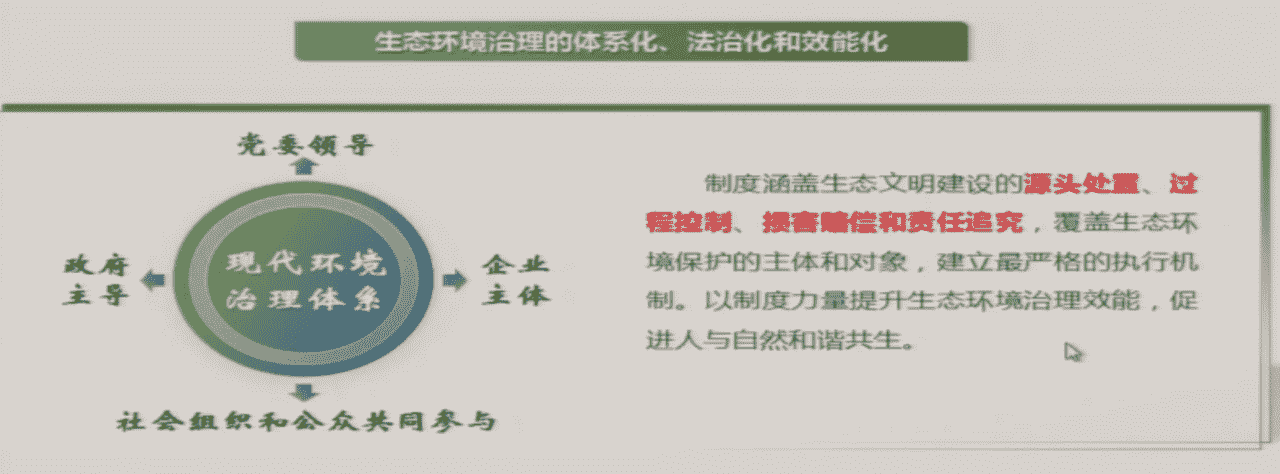 生态环境治理的体系化、法治化和效能化
党委领导
政府
主导
现代环境
治理体系
企业
主体
社会组织和公众共同参与
制度涵盖生态文明建设的源头处置、过
程控制、损害赔偿和责任追究，覆盖生态环
境保护的主体和对象，建立最严格的执行机
制。以制度力量提升生态环境治理效能，促
进人与自然和谐共生。